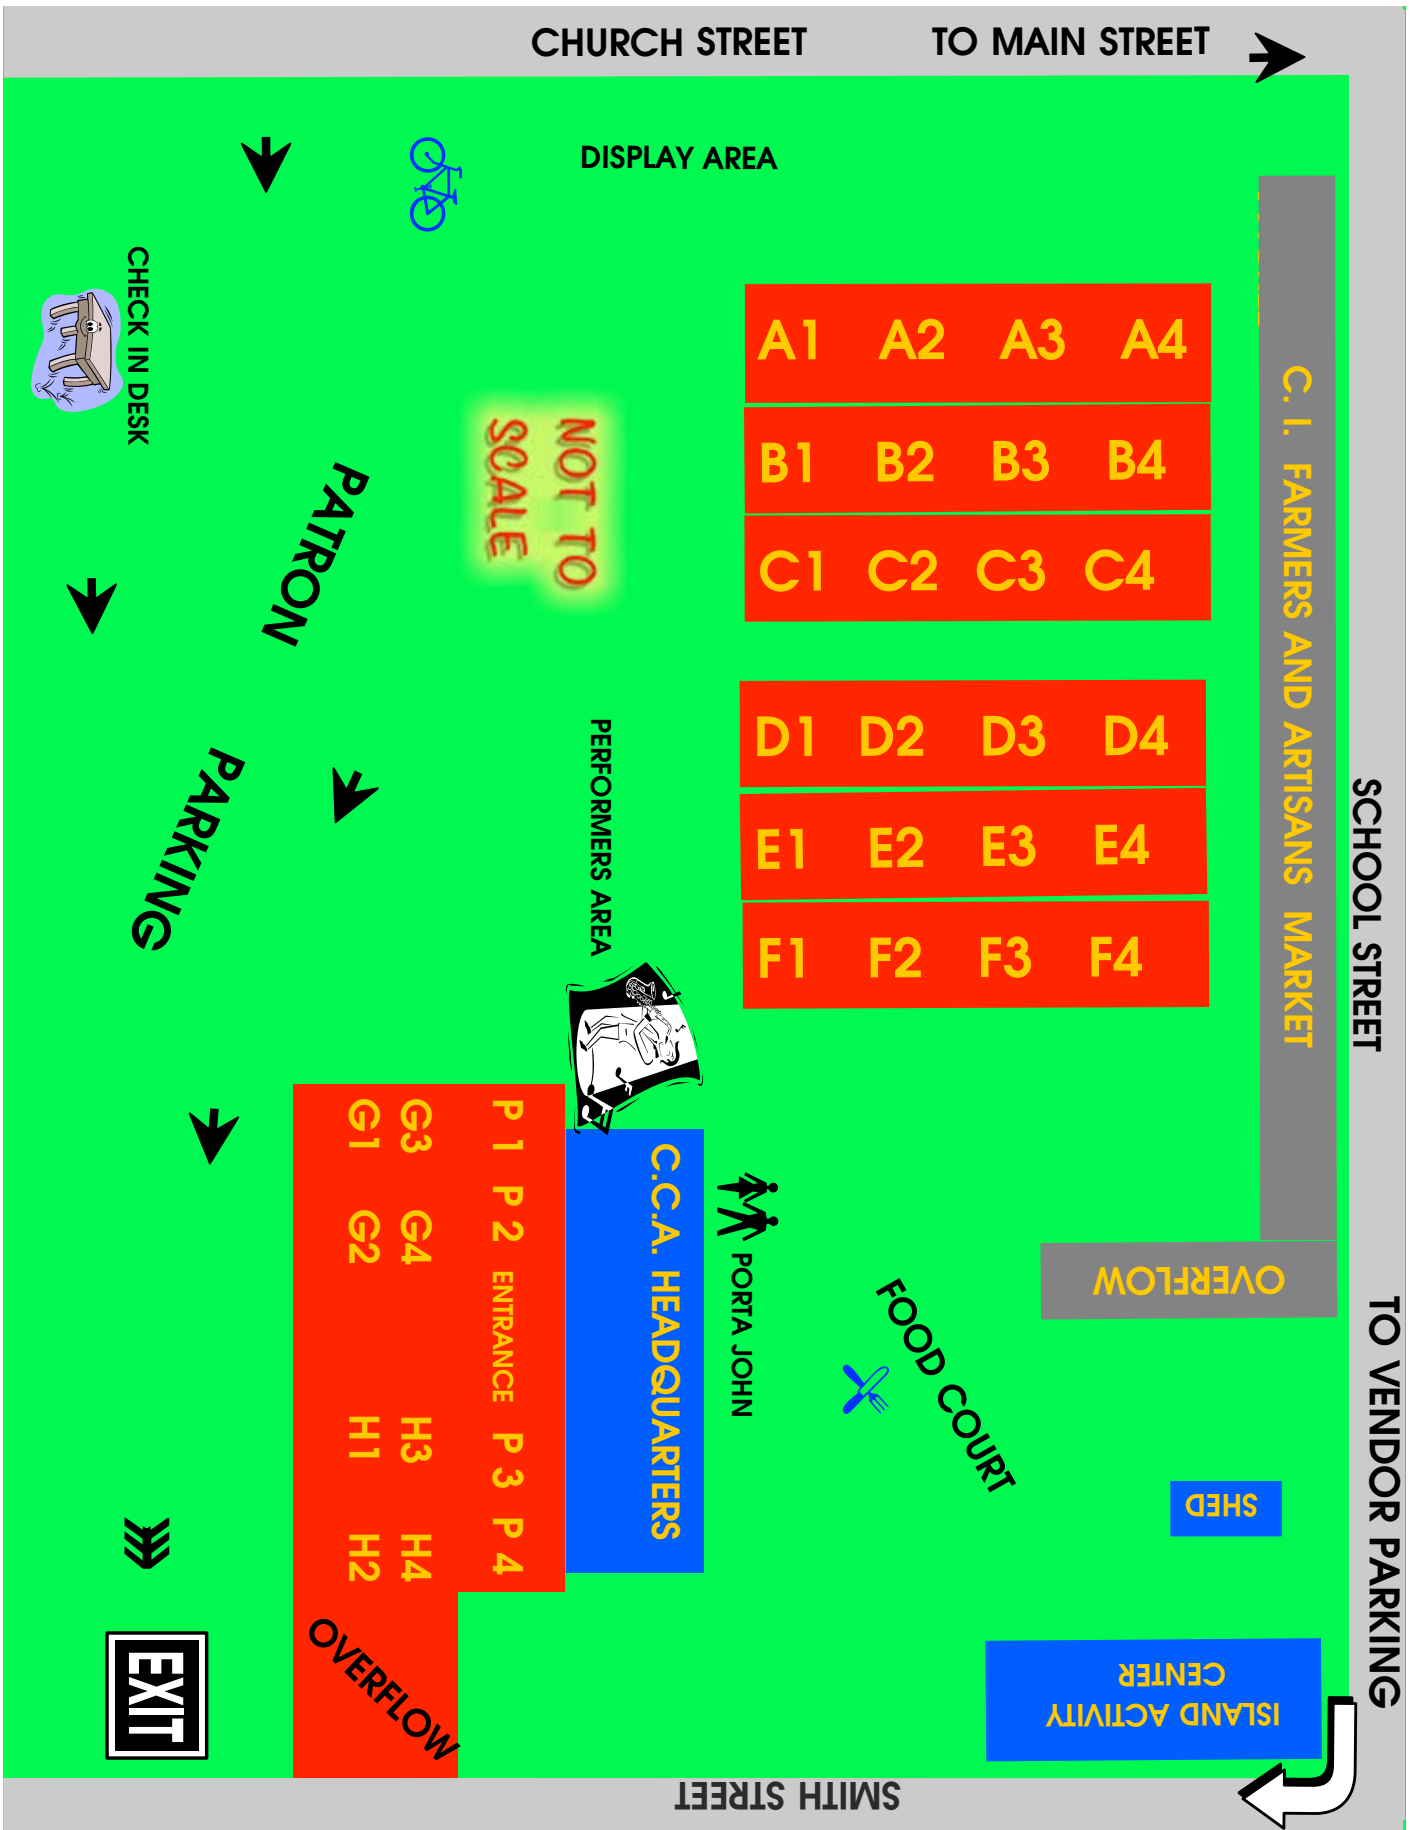 CHURCH STREET TO MAIN STREET
DISPLAY AREA
CHECK IN DESK
NOT TO
SCALE
A1 A2 A3 A4
B1 B2 B3 B4
C1 C2 C3 C4
D1 D2 D3 D4
E1 E2 E3 E4
F1 F2 F3 F4
C. I. FARMERS AND ARTISANS MARKET
SCHOOL STREET
PATRON
PARKING
PERFORMERS AREA
P 1 P 2 ENTRANCE P 3 P 4
G3 G4 H3 H4
G1 G2 H1 H2
C.C.A. HEADQUARTERS
PORTA JOHN
FOOD COURT
OVERFLOW
TO VENDOR PARKING
SHED
ISLAND ACTIVITY
CENTER
OVERFLOW
EXIT
SMITH STREET